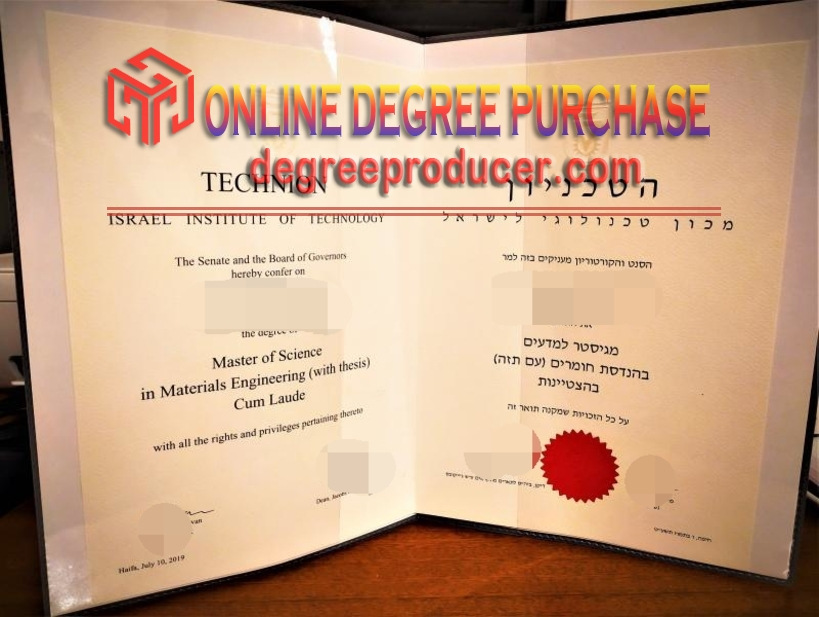 ONLINE DEGREE PURCHASE
degreeproducer.com
TECHNION
ISRAEL INSTITUTE OF TECHNOLOGY
The Senate and the Board of Governors
hereby confer on
the degree
Master of Science
in Materials Engineering (with thesis)
Cum Laude
with all the rights and privileges pertaining thereto
Dean,
Haifa, July 10, 2019
הטכניון
מכון טכנולוגי לישראל
הסנט והקורטוריון מעניקים בזה למר
מגיסטר למדעים
בהנדסת חומרים (עם תזה)
בהצטיינות
על כל הזכויות שמקנה תואר זה